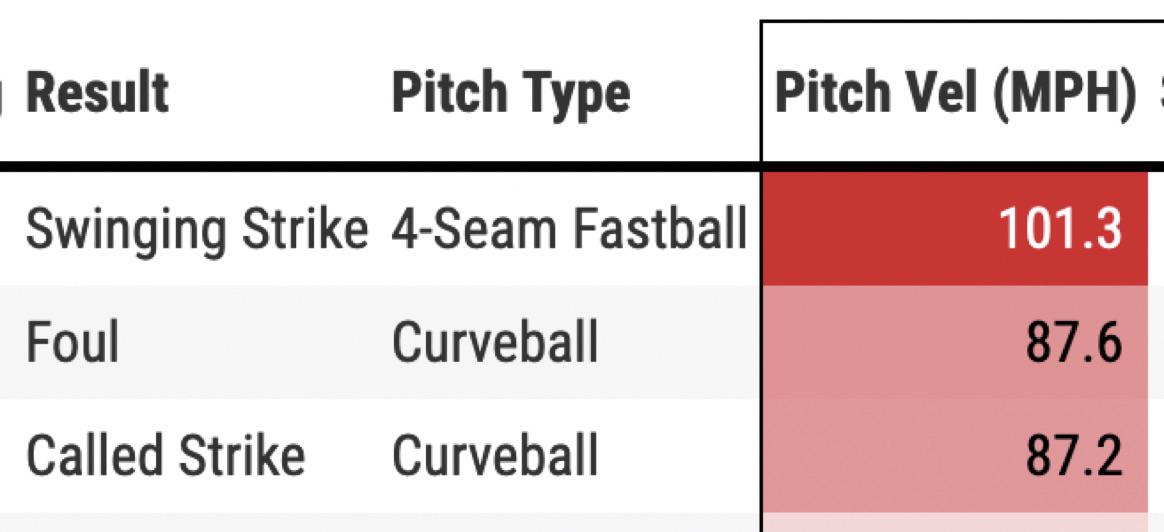 Result Pitch Type Pitch Vel (MPH)
Swinging Strike 4-Seam Fastball 101.3
Foul Curveball 87.6
Called Strike Curveball 87.2